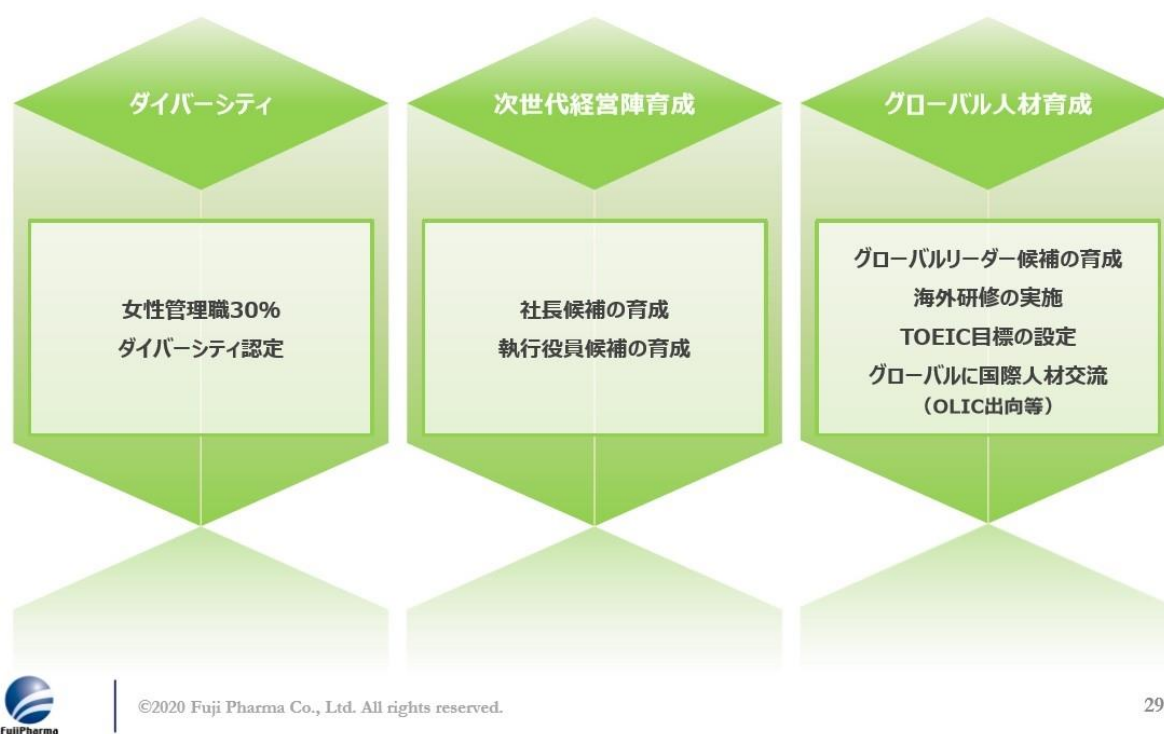 ダイバーシティ
女性管理職30%
ダイバーシティ認定
次世代経営陣育成
社長候補の育成
執行役員候補の育成
グローバル人材育成
グローバルリーダー候補の育成
海外研修の実施
TOEIC目標の設定
グローバルに国際人材交流
（OLIC出向等）
FujiPharma
©2020 Fuji Pharma Co., Ltd. All rights reserved.
29